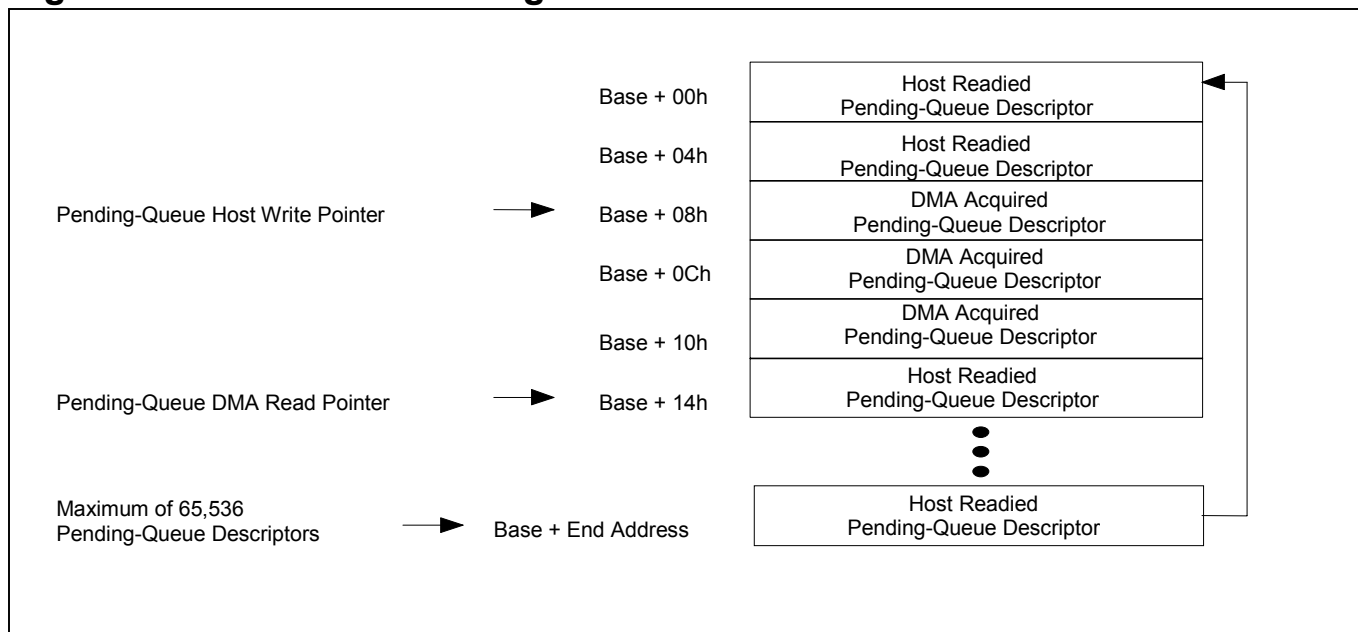 Base + 00h
Host Readied
Pending-Queue Descriptor
Base + 04h
Host Readied
Pending-Queue Descriptor
Pending-Queue Host Write Pointer
Base + 08h
DMA Acquired
Pending-Queue Descriptor
Base + 0Ch
DMA Acquired
Pending-Queue Descriptor
Base + 10h
DMA Acquired
Pending-Queue Descriptor
Pending-Queue DMA Read Pointer
Base + 14h
Host Readied
Pending-Queue Descriptor
Maximum of 65,536
Pending-Queue Descriptors
Base + End Address
Host Readied
Pending-Queue Descriptor